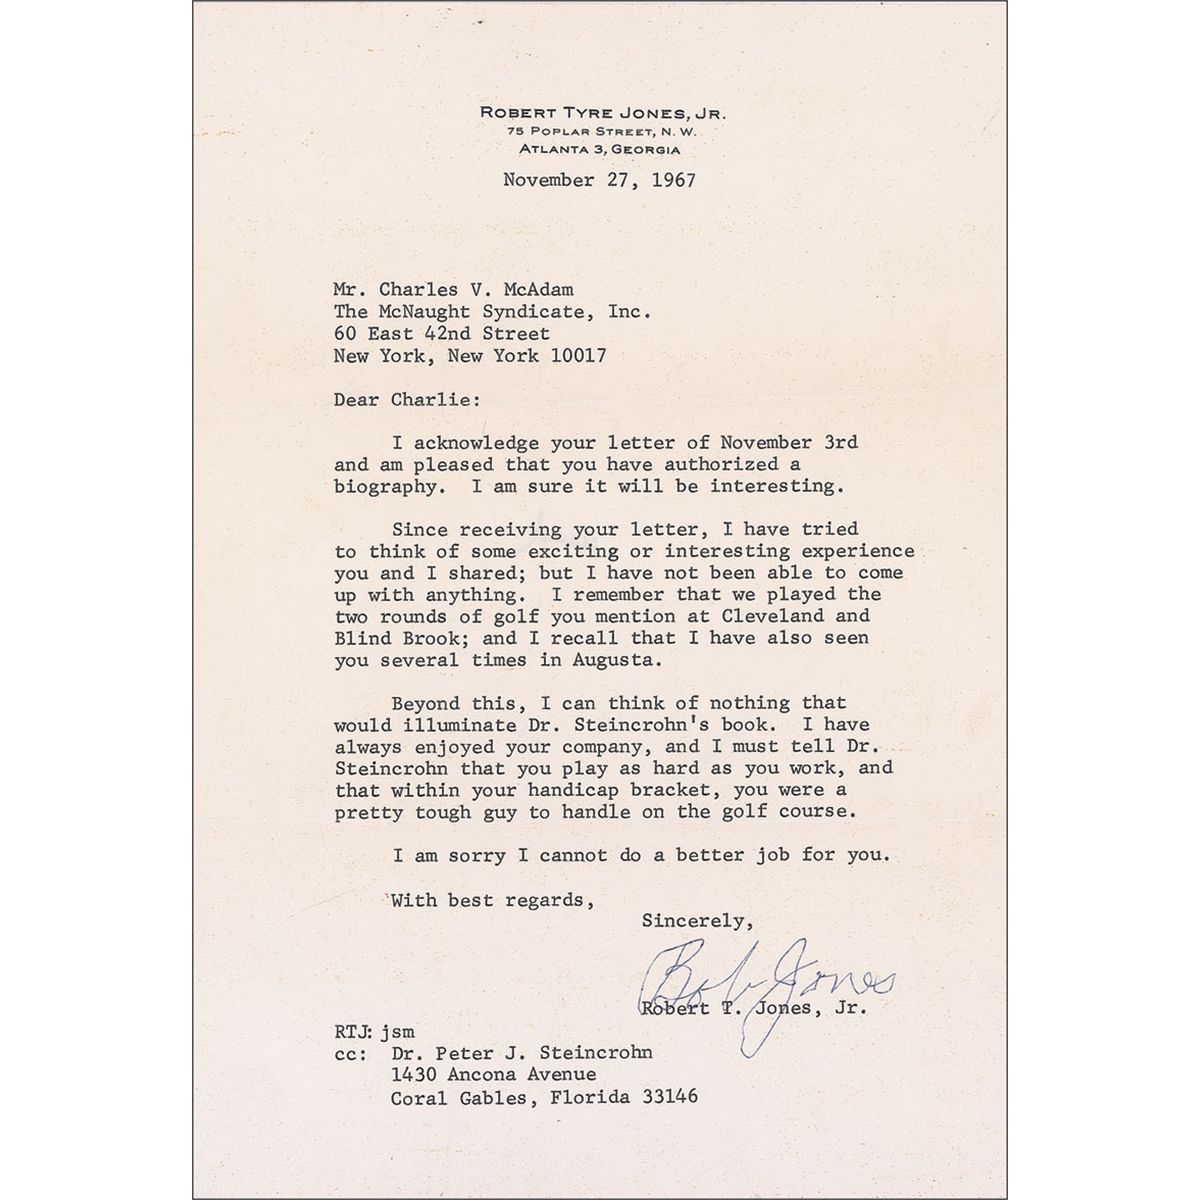 ROBERT TYRE JONES, JR.
75 POPLAR STREET, N. W.
ATLANTA 3, GEORGIA
November 27, 1967
Mr. Charles V. McAdam
The McNaught Syndicate, Inc.
60 East 42nd Street
New York, New York 10017
Dear Charlie:
I acknowledge your letter of November 3rd
and am pleased that you have authorized a
biography. I am sure it will be interesting.
Since receiving your letter, I have tried
to think of some exciting or interesting experience
you and I shared; but I have not been able to come
up with anything. I remember that we played the
two rounds of golf you mention at Cleveland and
Blind Brook; and I recall that I have also seen
you several times in Augusta.
Beyond this, I can think of nothing that
would illuminate Dr. Steincrohn's book. I have
always enjoyed your company, and I must tell Dr.
Steincrohn that you play as hard as you work, and
that within your handicap bracket, you were a
pretty tough guy to handle on the golf course.
I am sorry I cannot do a better job for you.
With best regards,
Sincerely,
Bob Jones
Robert T. Jones, Jr.
RTJ: jsm
cc: Dr. Peter J. Steincrohn
1430 Ancona Avenue
Coral Gables, Florida 33146